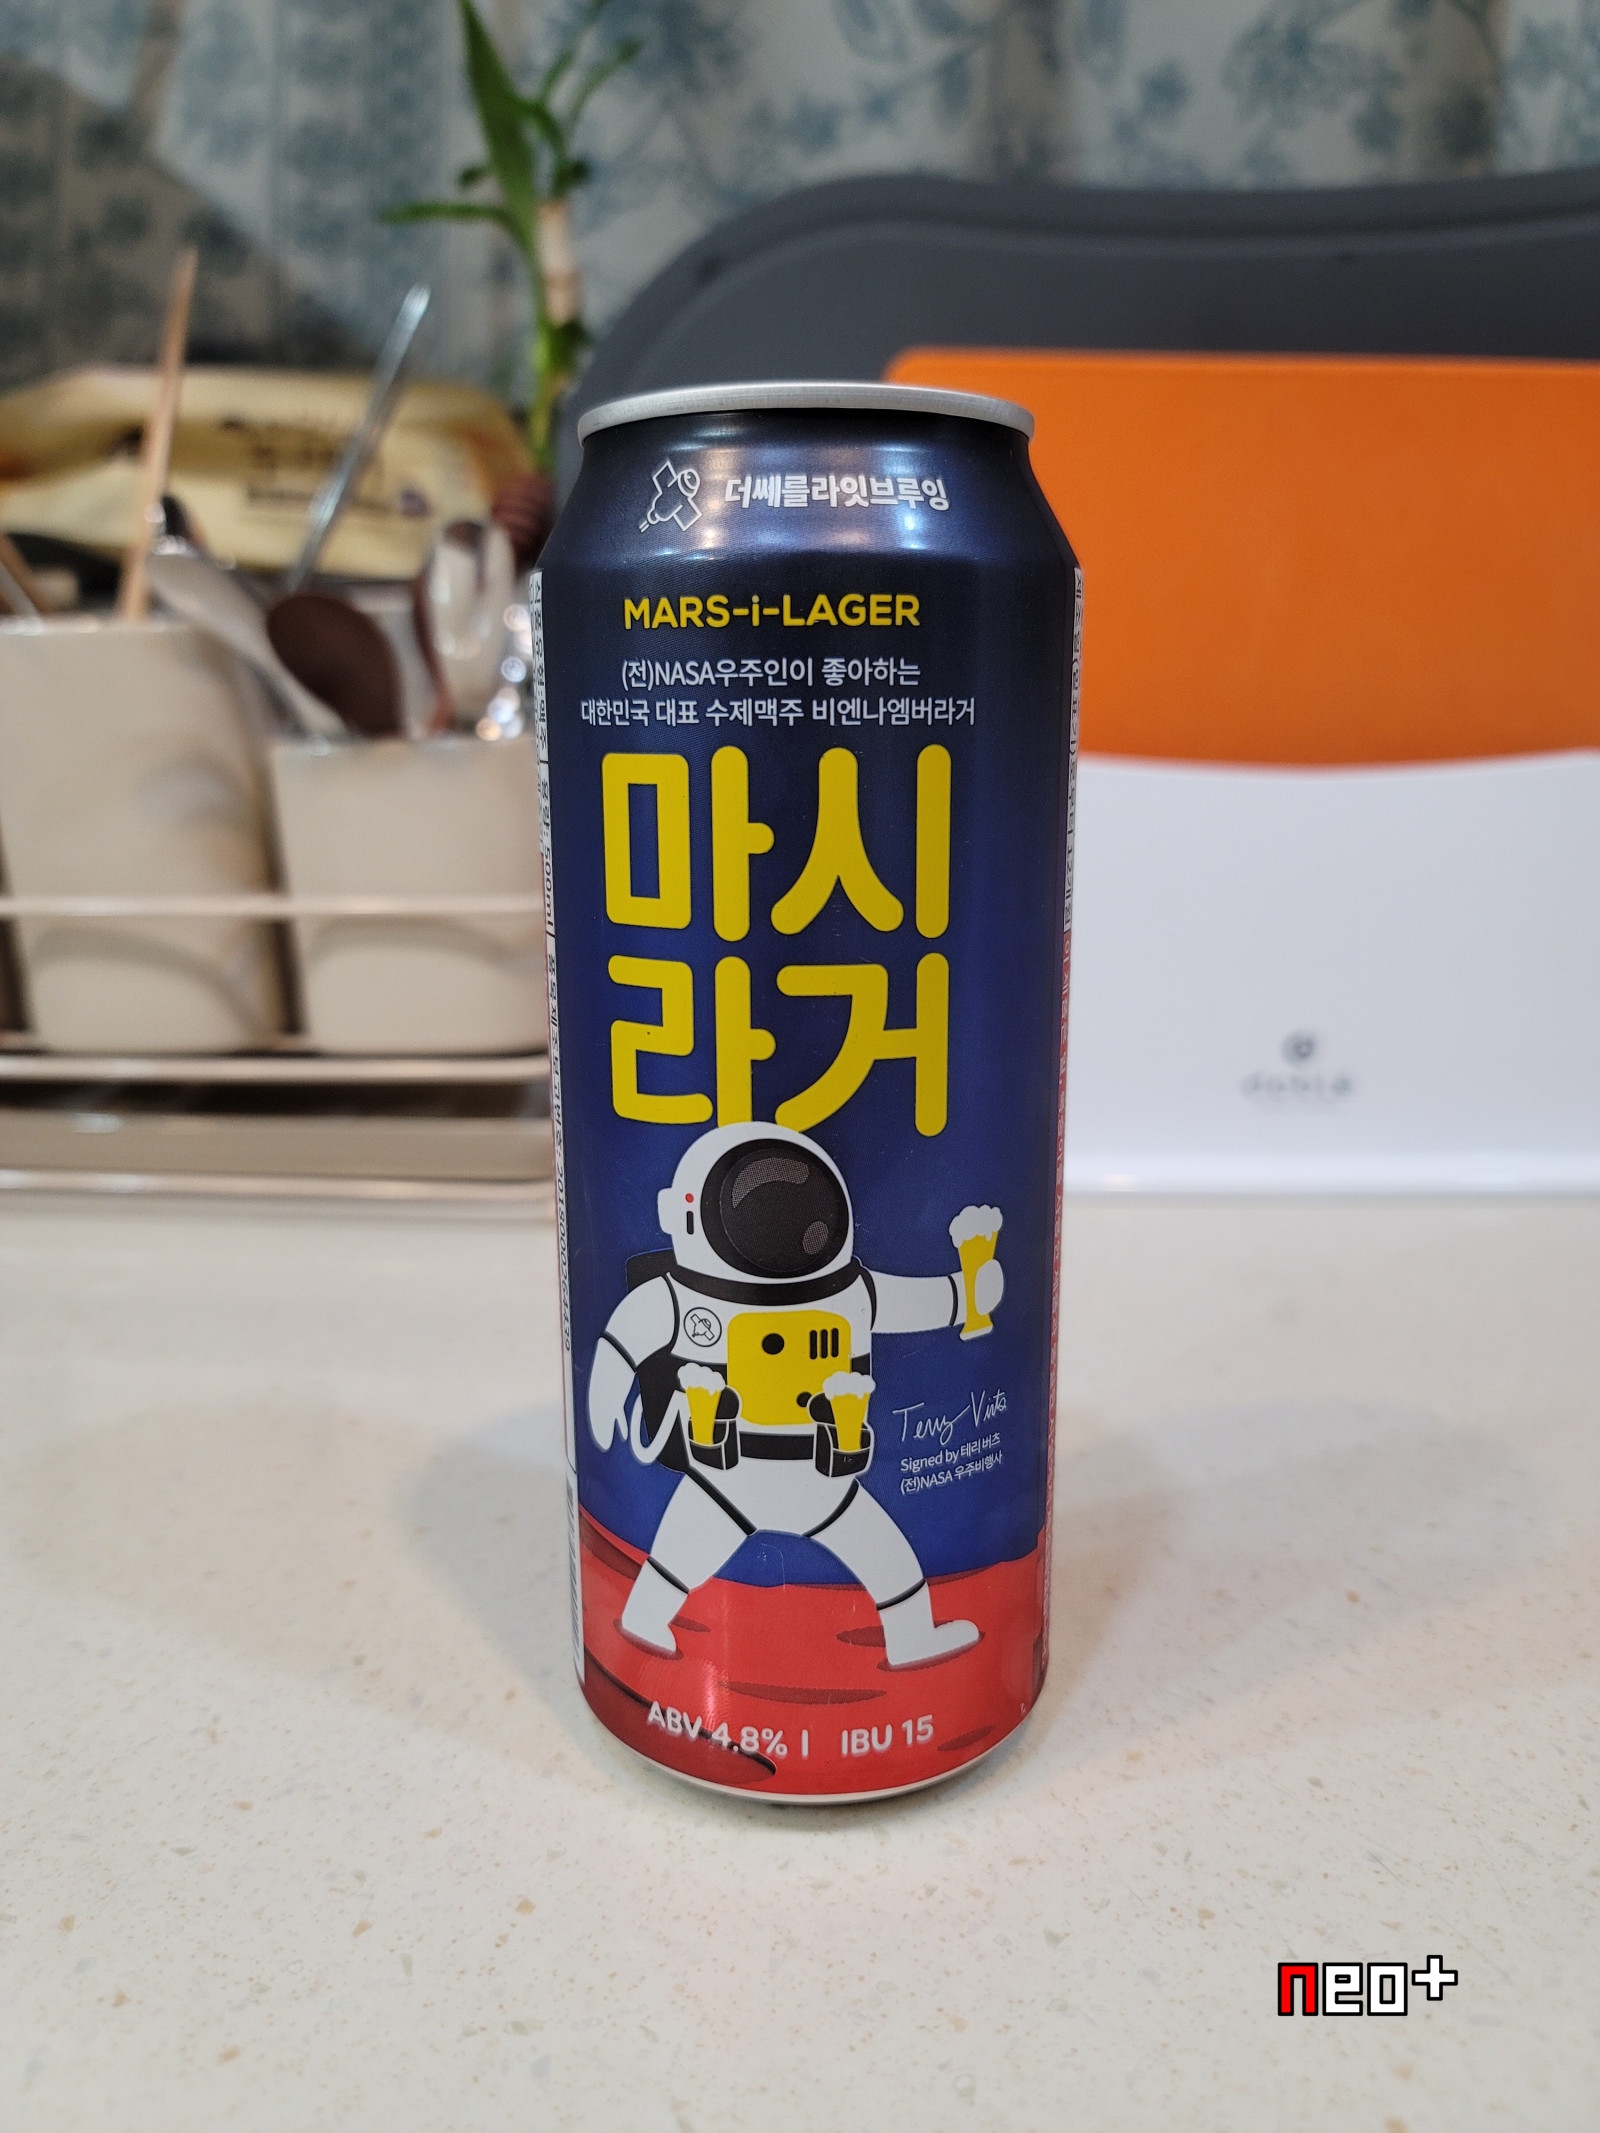 더쎄를라잇브루잉
MARS-i-LAGER
(전)NASA우주인이 좋아하는
대한민국 대표 수제맥주 비엔나엠버라거
마시
라거
Terry Virts
Signed by 테리 버츠
(전)NASA 우주비행사
ABV 4.8% | IBU 15
neo+